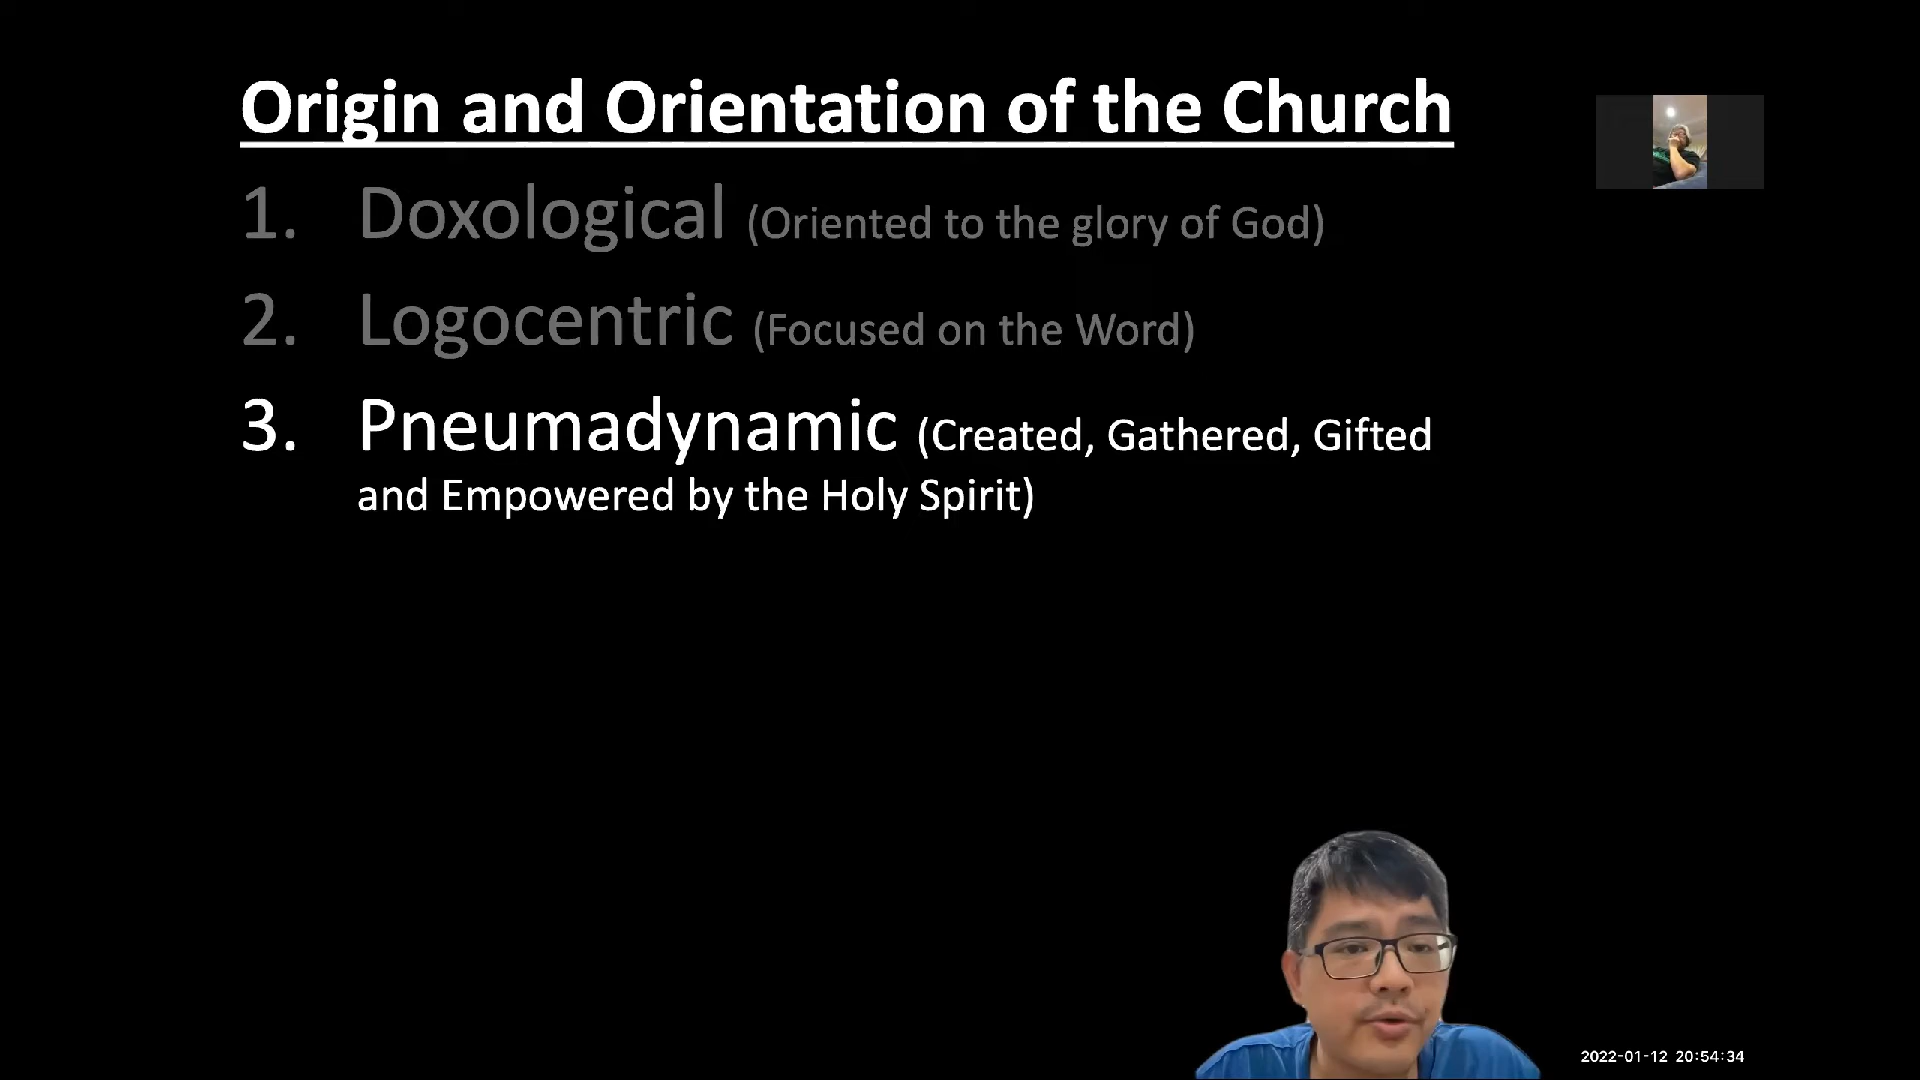 Origin and Orientation of the Church
1. Doxological (Oriented to the glory of God)
2. Logocentric (Focused on the Word)
3. Pneumadynamic (Created, Gathered, Gifted
and Empowered by the Holy Spirit)
2022-01-12 20:54:34